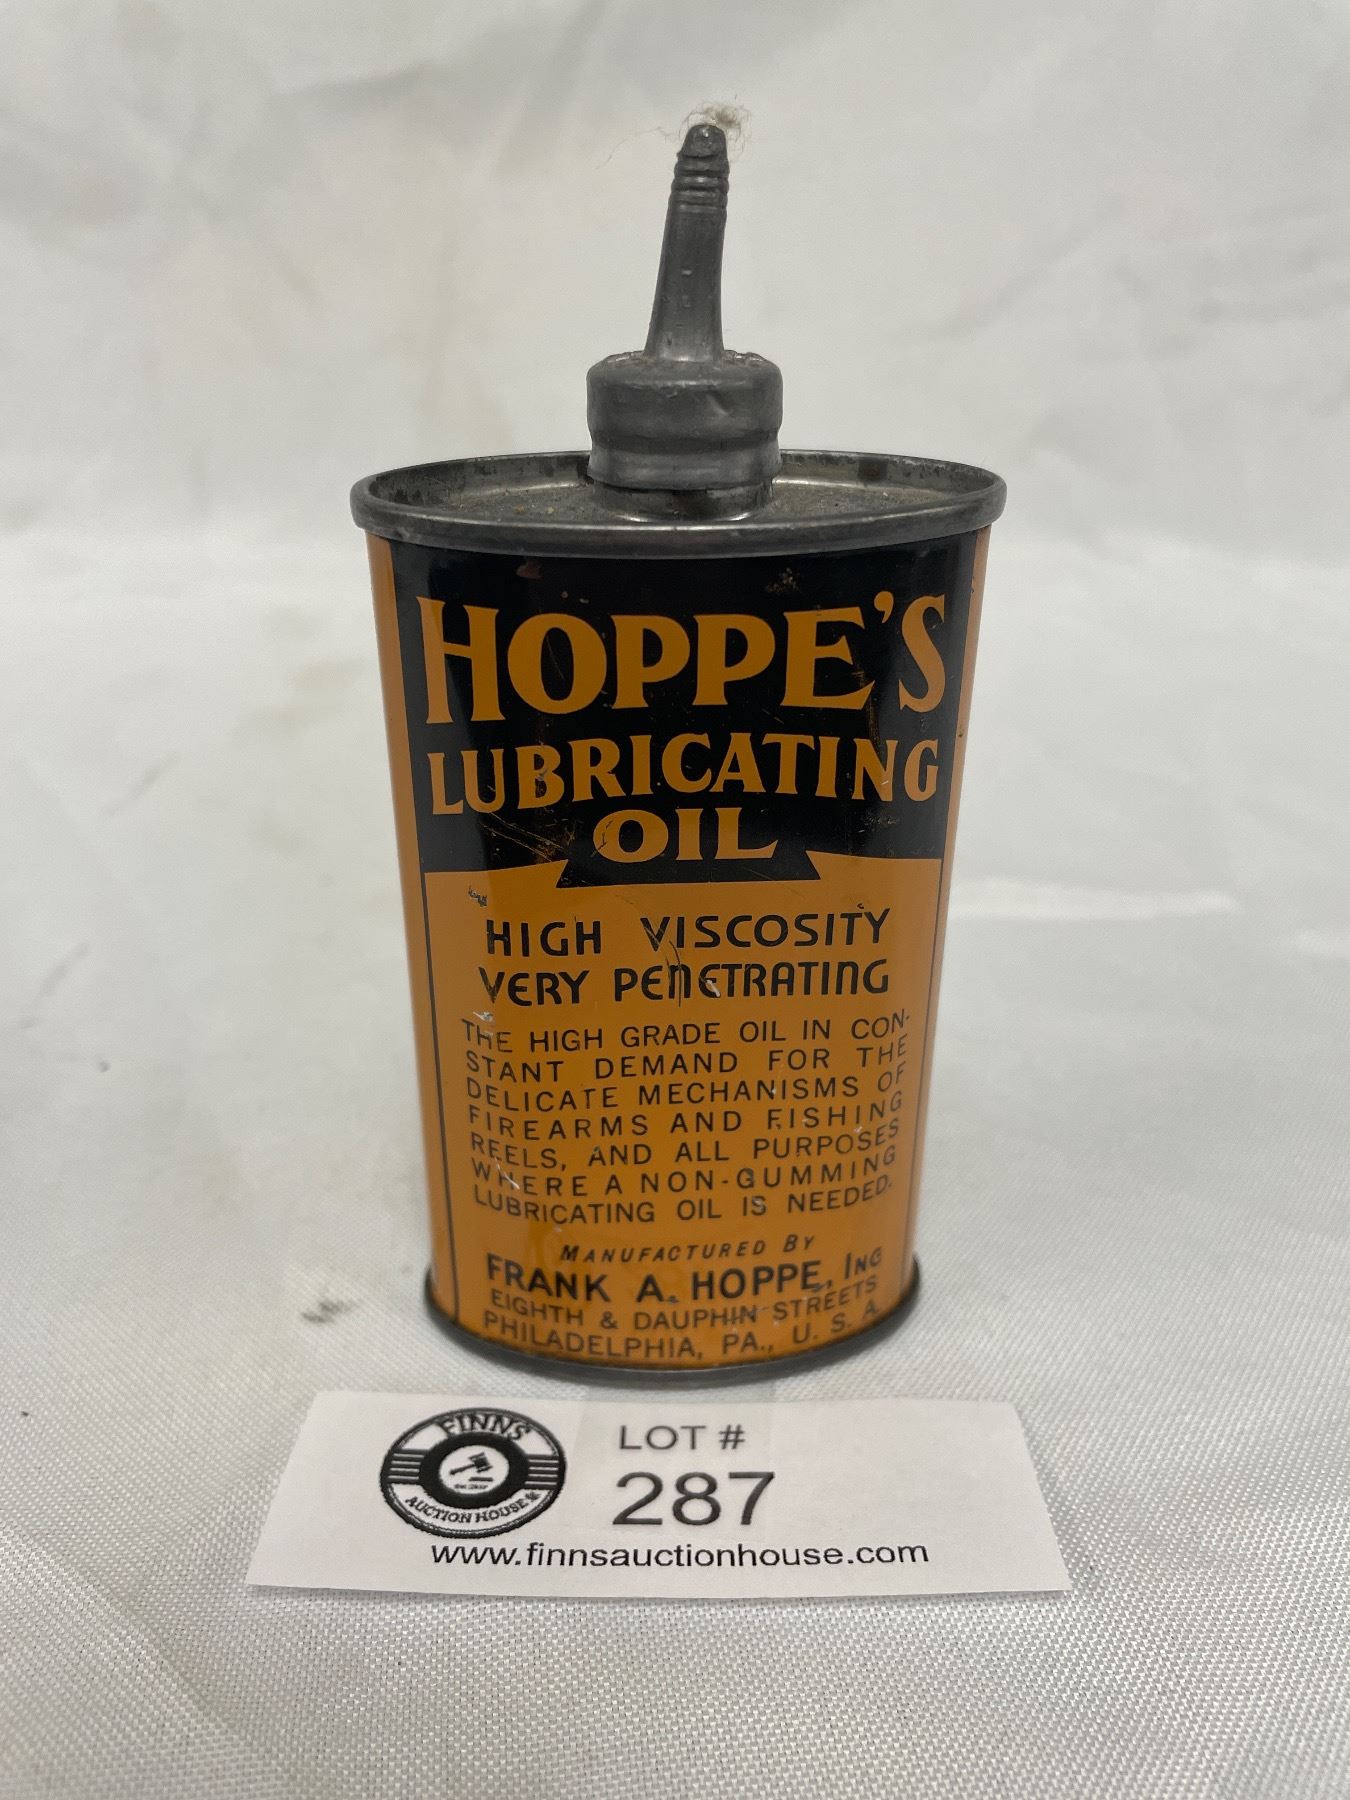 HOPPE'S
LUBRICATING
OIL
HIGH VISCOSITY
VERY PENETRATING
THE HIGH GRADE OIL IN CON-
STANT DEMAND FOR THE
DELICATE MECHANISMS OF
FIREARMS AND FISHING
REELS, AND ALL PURPOSES
WHERE A NON-GUMMING
LUBRICATING OIL IS NEEDED.
MANUFACTURED BY
FRANK A. HOPPE, INC
EIGHTH & DAUPHIN STREETS
PHILADELPHIA, PA., U. S. A.
FINNS
AUCTION HOUSE
LOT #
287
www.finnsauctionhouse.com